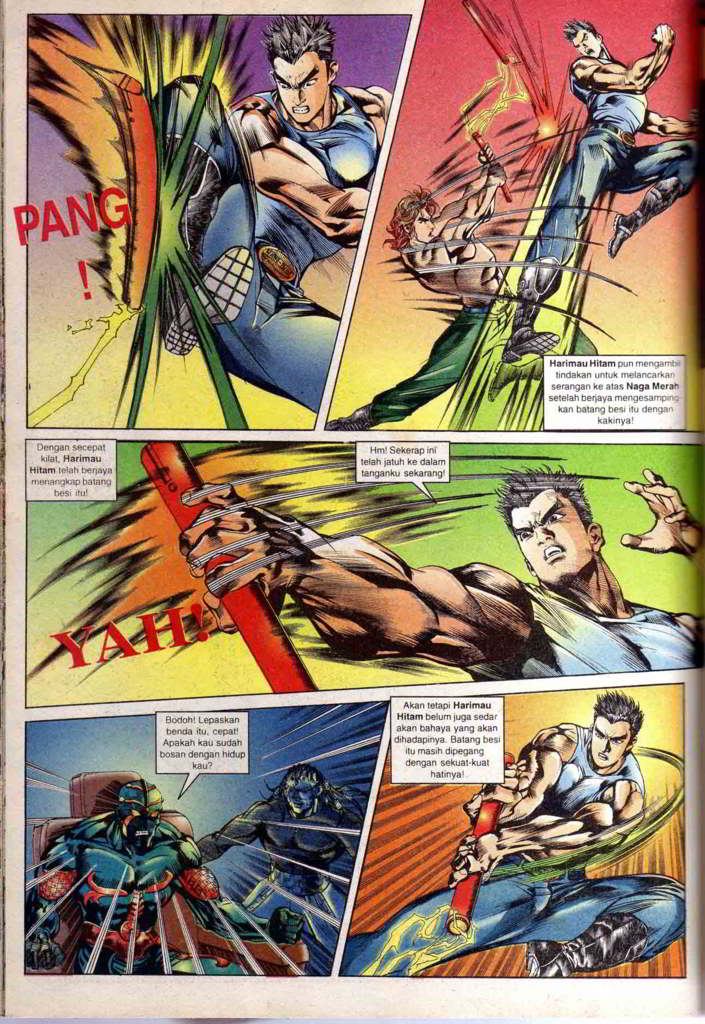 PANG
!
Harimau Hitam pun mengambil
tindakan untuk melancarkan
serangan ke atas Naga Merah
setelah berjaya mengesamping-
kan batang besi itu dengan
kakinya!
Dengan secepat
kilat, Harimau
Hitam telah berjaya
menangkap batang
besi itu!
Hm! Sekerap ini
telah jatuh ke dalam
tanganku sekarang!
YAH!
Bodoh! Lepaskan
benda itu, cepat!
Apakah kau sudah
bosan dengan hidup
kau?
Akan tetapi Harimau
Hitam belum juga sedar
akan bahaya yang akan
dihadapinya. Batang besi
itu masih dipegang
dengan sekuat-kuat
hatinya!